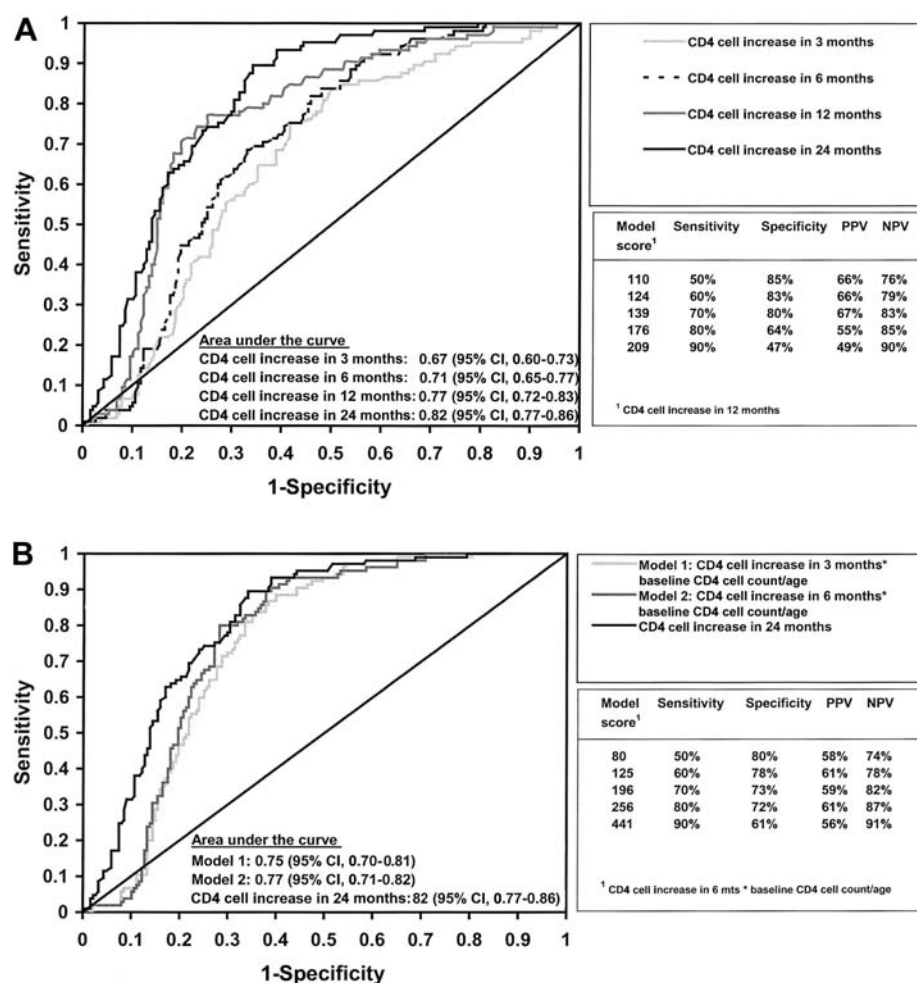 A
1
0.9
0.8
0.7
0.6
0.5
0.4
0.3
0.2
0.1
0
Sensitivity
Area under the curve
CD4 cell increase in 3 months: 0.67 (95% CI, 0.60-0.73)
CD4 cell increase in 6 months: 0.71 (95% CI, 0.65-0.77)
CD4 cell increase in 12 months: 0.77 (95% CI, 0.72-0.83)
CD4 cell increase in 24 months: 0.82 (95% CI, 0.77-0.86)
0 0.1 0.2 0.3 0.4 0.5 0.6 0.7 0.8 0.9 1
1-Specificity
CD4 cell increase in 3 months
CD4 cell increase in 6 months
CD4 cell increase in 12 months
CD4 cell increase in 24 months
Model score¹ Sensitivity Specificity PPV NPV
110 50% 85% 66% 76%
124 60% 83% 66% 79%
139 70% 80% 67% 83%
176 80% 64% 55% 85%
209 90% 47% 49% 90%
¹ CD4 cell increase in 12 months
B
1
0.9
0.8
0.7
0.6
0.5
0.4
0.3
0.2
0.1
0
Sensitivity
Area under the curve
Model 1: 0.75 (95% CI, 0.70-0.81)
Model 2: 0.77 (95% CI, 0.71-0.82)
CD4 cell increase in 24 months:82 (95% CI, 0.77-0.86)
0 0.1 0.2 0.3 0.4 0.5 0.6 0.7 0.8 0.9 1
1-Specificity
Model 1: CD4 cell increase in 3 months*
baseline CD4 cell count/age
Model 2: CD4 cell increase in 6 months*
baseline CD4 cell count/age
CD4 cell increase in 24 months
Model score¹ Sensitivity Specificity PPV NPV
80 50% 80% 58% 74%
125 60% 78% 61% 78%
196 70% 73% 59% 82%
256 80% 72% 61% 87%
441 90% 61% 56% 91%
¹ CD4 cell increase in 6 mts * baseline CD4 cell count/age